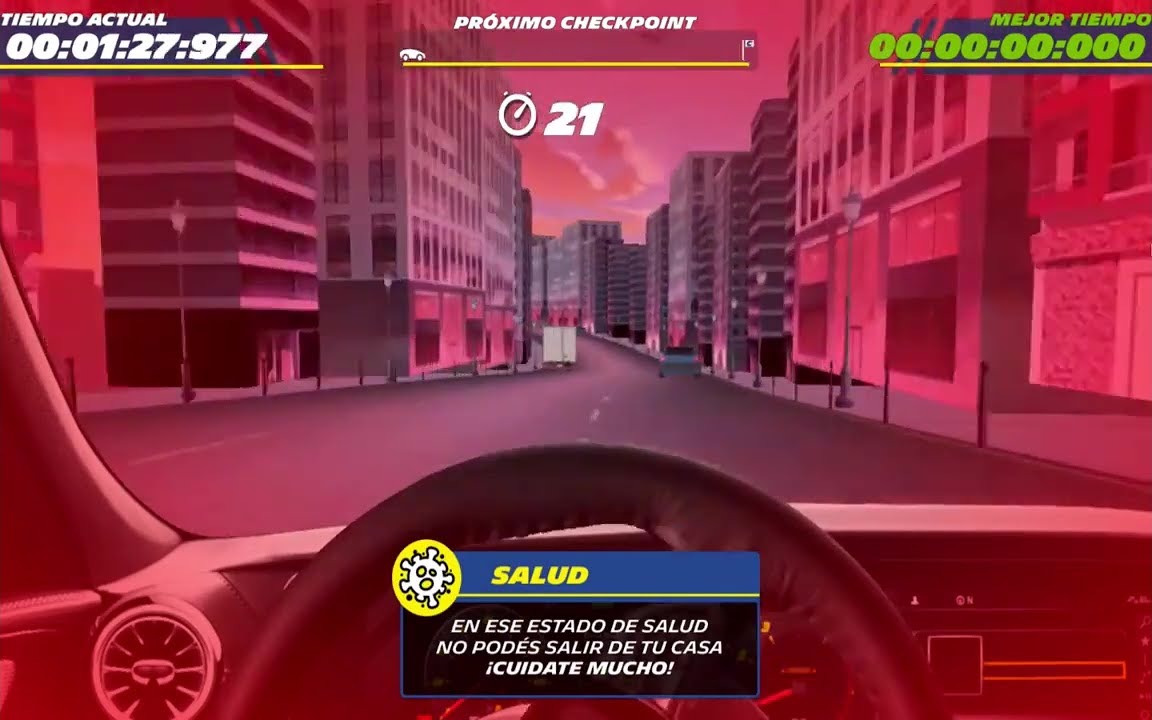 TIEMPO ACTUAL
00:01:27:977
PRÓXIMO CHECKPOINT
MEJOR TIEMPO
00:00:00:000
21
SALUD
EN ESE ESTADO DE SALUD
NO PODÉS SALIR DE TU CASA
¡CUIDATE MUCHO!
N